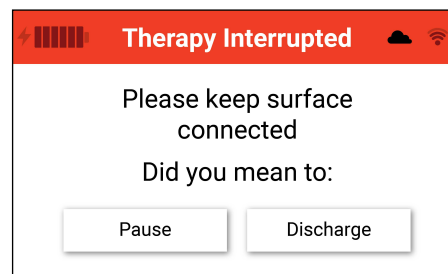 Therapy Interrupted
Please keep surface
connected
Did you mean to:
Pause
Discharge